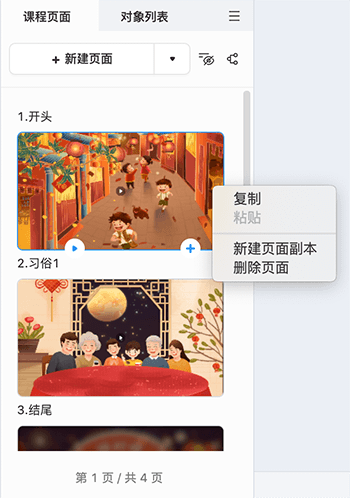 课程页面 对象列表
+ 新建页面
1.开头
复制
粘贴
新建页面副本
删除页面
2.习俗1
3.结尾
第 1 页 / 共 4 页